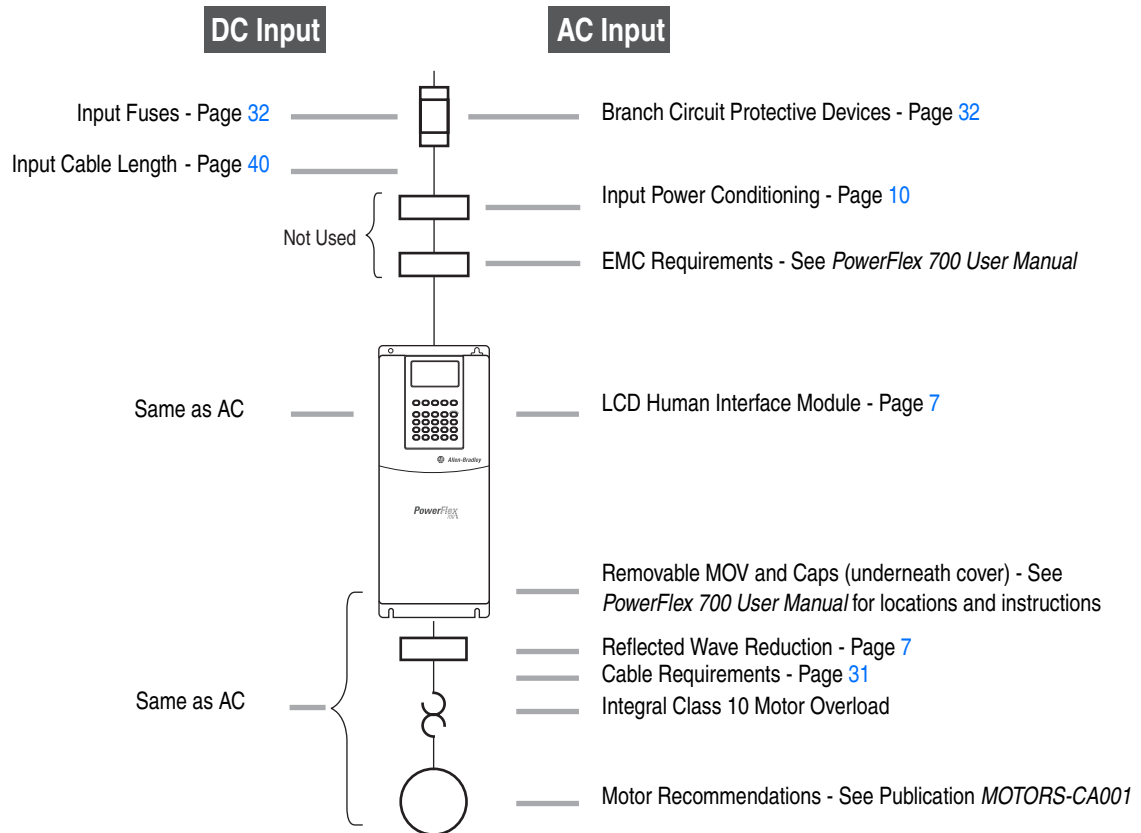 DC Input
AC Input
Input Fuses - Page 32
Branch Circuit Protective Devices - Page 32
Input Cable Length - Page 40
Input Power Conditioning - Page 10
Not Used
EMC Requirements - See PowerFlex 700 User Manual
Same as AC
LCD Human Interface Module - Page 7
Allen-Bradley
PowerFlex
700
Removable MOV and Caps (underneath cover) - See
PowerFlex 700 User Manual for locations and instructions
Reflected Wave Reduction - Page 7
Cable Requirements - Page 31
Same as AC
Integral Class 10 Motor Overload
Motor Recommendations - See Publication MOTORS-CA001